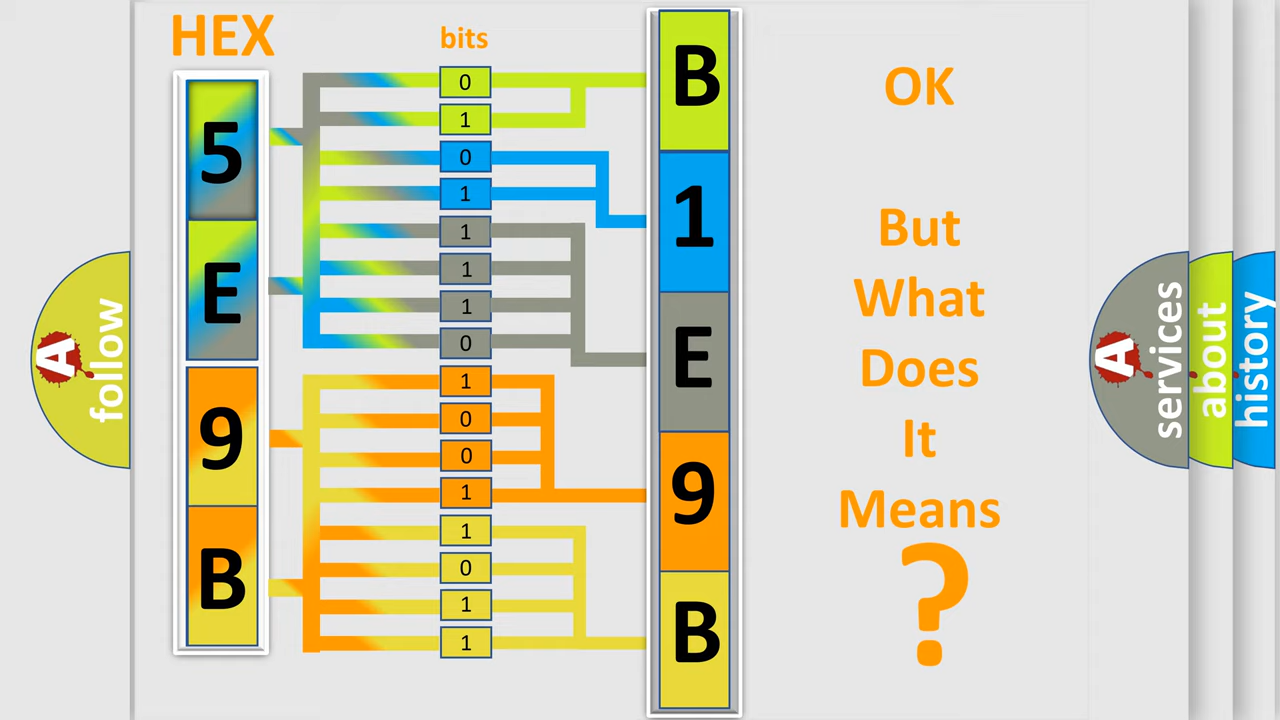 HEX
bits
5
E
9
B
0
1
0
1
1
1
1
0
1
0
0
1
1
0
1
1
B
1
E
9
B
OK
But
What
Does
It
Means
?
A
follow
A
services
about
history